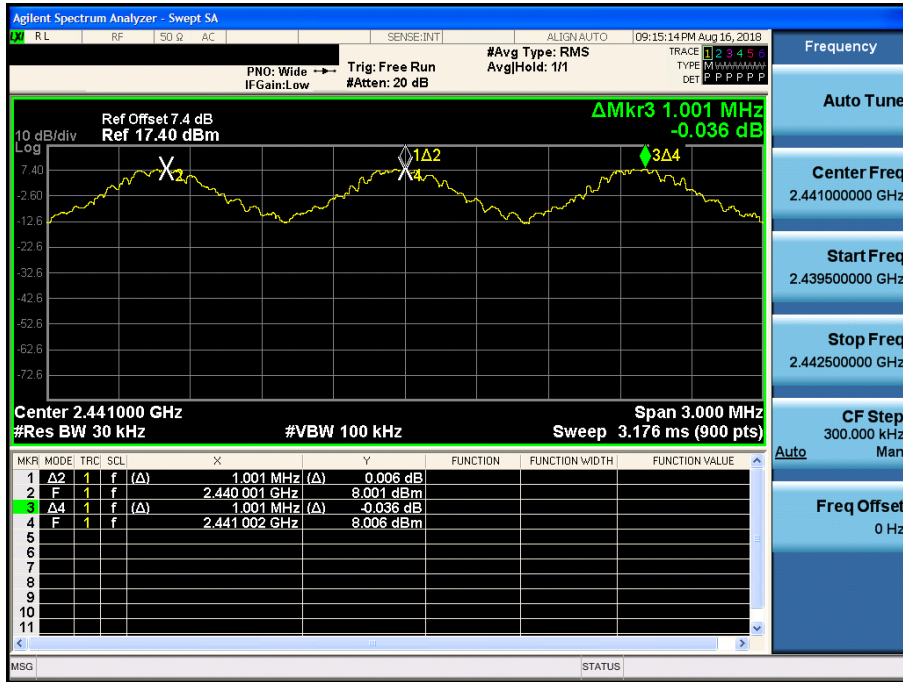 Agilent Spectrum Analyzer - Swept SA
LXI RL RF 50 Ω AC SENSE:INT ALIGNAUTO 09:15:14PM Aug 16, 2018
Frequency
PNO: Wide
IFGain:Low
Trig: Free Run
#Atten: 20 dB
#Avg Type: RMS
Avg|Hold: 1/1
TRACE 1 2 3 4 5 6
TYPE MWWWWW
DET P P P P P P
Auto Tune
ΔMkr3 1.001 MHz
-0.036 dB
Ref Offset 7.4 dB
10 dB/div Ref 17.40 dBm
Log
1Δ2
3Δ4
2
4
7.40
-2.60
-12.6
-22.6
-32.6
-42.6
-52.6
-62.6
-72.6
Center Freq
2.441000000 GHz
Start Freq
2.439500000 GHz
Stop Freq
2.442500000 GHz
Center 2.441000 GHz Span 3.000 MHz
#Res BW 30 kHz #VBW 100 kHz Sweep 3.176 ms (900 pts)
CF Step
300.000 kHz
Auto Man
MKR MODE TRC SCL X Y FUNCTION FUNCTION WIDTH FUNCTION VALUE
1 Δ2 1 f (Δ) 1.001 MHz (Δ) 0.006 dB
2 F 1 f 2.440 001 GHz 8.001 dBm
3 Δ4 1 f (Δ) 1.001 MHz (Δ) -0.036 dB
4 F 1 f 2.441 002 GHz 8.006 dBm
5
6
7
8
9
10
11
Freq Offset
0 Hz
MSG STATUS